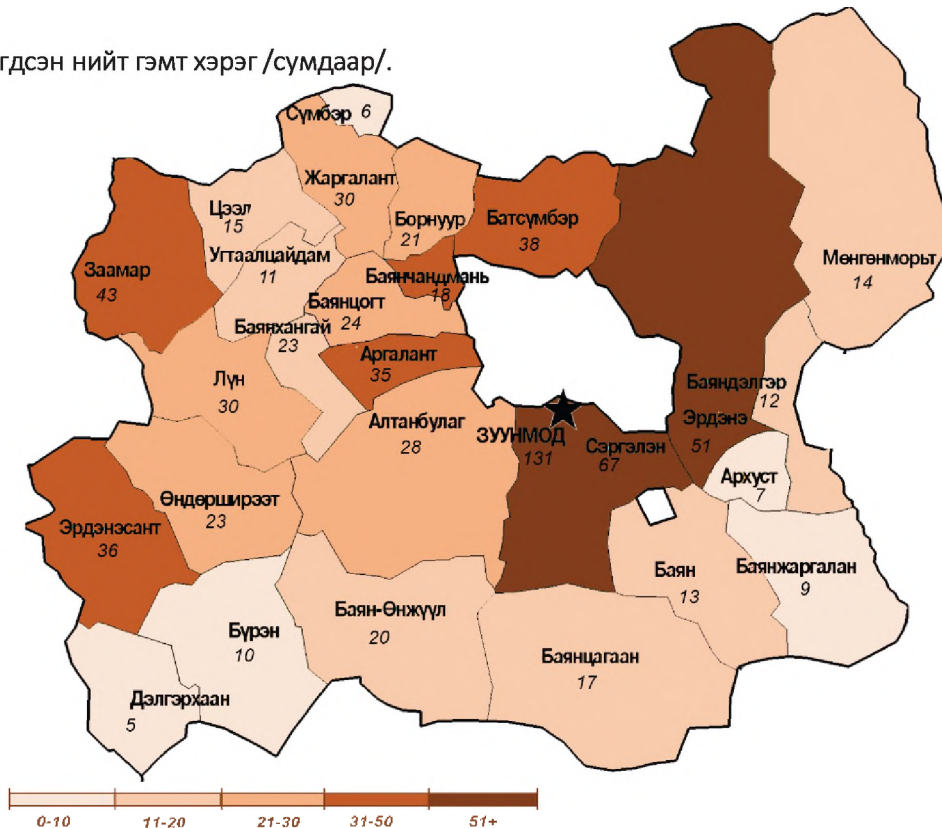 гдсэн нийт гэмт хэрэг /сумдаар/.
Сүмбэр 6
Жаргалант
30
Цээл
15
Борнуур
21
Батсүмбэр
38
Угтаалцайдам
11
Заамар
43
Баянчандмань
18
Мөнгөнморьт
14
Баянцогт
24
Баянхангай
23
Аргалант
35
Лүн
30
Баяндэлгэр
12
Алтанбулаг
28
ЗУУНМОД
131
Сэргэлэн
67
Эрдэнэ
51
Архуст
7
Өндөрширээт
23
Эрдэнэсант
36
Баян
13
Баянжаргалан
9
Баян-Өнжүүл
20
Бүрэн
10
Баянцагаан
17
Дэлгэрхаан
5
0-10 11-20 21-30 31-50 51+